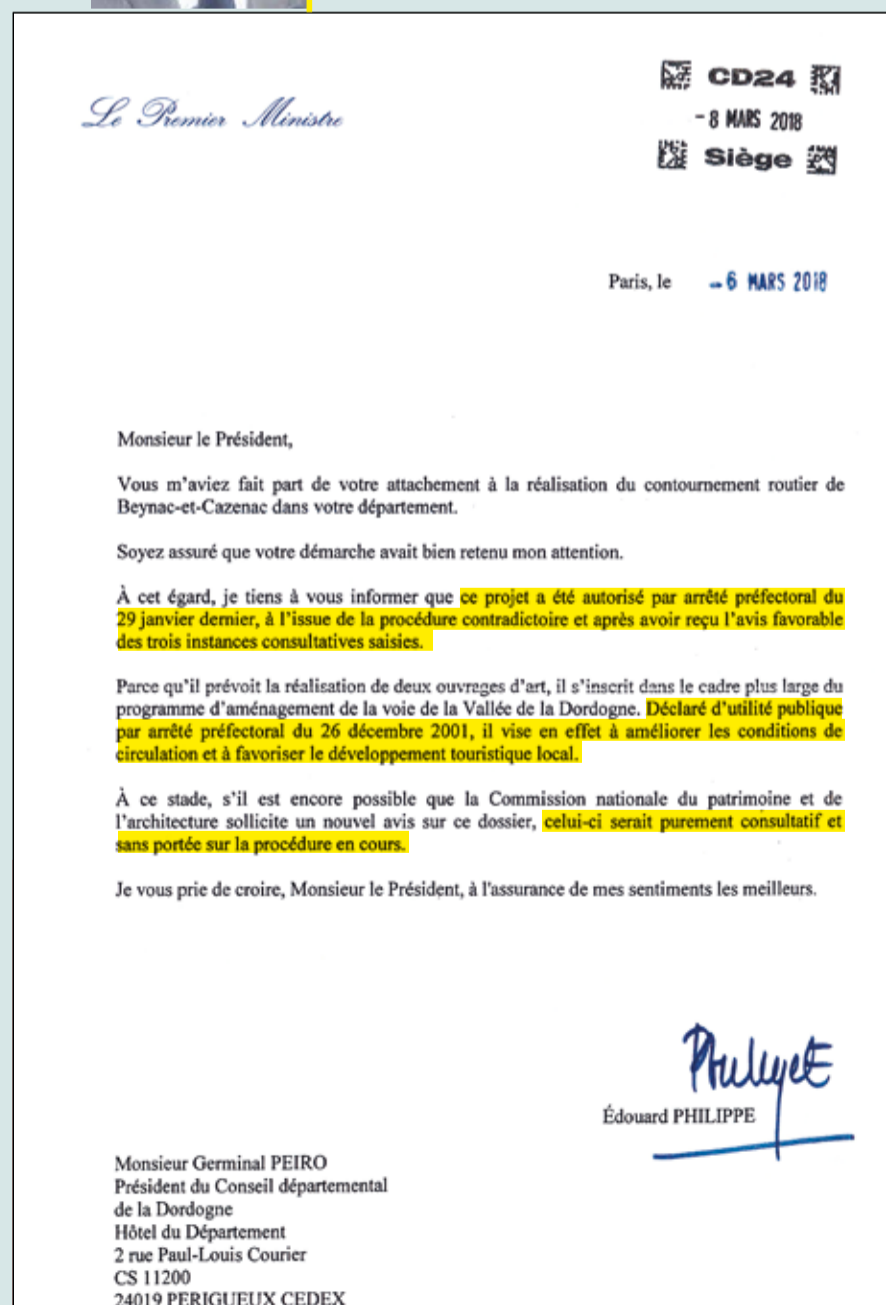 Le Premier Ministre
CD24
- 8 MARS 2018
Siège
Paris, le - 6 MARS 2018
Monsieur le Président,
Vous m'aviez fait part de votre attachement à la réalisation du contournement routier de
Beynac-et-Cazenac dans votre département.
Soyez assuré que votre démarche avait bien retenu mon attention.
À cet égard, je tiens à vous informer que ce projet a été autorisé par arrêté préfectoral du
29 janvier dernier, à l'issue de la procédure contradictoire et après avoir reçu l'avis favorable
des trois instances consultatives saisies.
Parce qu'il prévoit la réalisation de deux ouvrages d'art, il s'inscrit dans le cadre plus large du
programme d'aménagement de la voie de la Vallée de la Dordogne. Déclaré d'utilité publique
par arrêté préfectoral du 26 décembre 2001, il vise en effet à améliorer les conditions de
circulation et à favoriser le développement touristique local.
À ce stade, s'il est encore possible que la Commission nationale du patrimoine et de
l'architecture sollicite un nouvel avis sur ce dossier, celui-ci serait purement consultatif et
sans portée sur la procédure en cours.
Je vous prie de croire, Monsieur le Président, à l'assurance de mes sentiments les meilleurs.
Édouard PHILIPPE
Monsieur Germinal PEIRO
Président du Conseil départemental
de la Dordogne
Hôtel du Département
2 rue Paul-Louis Courier
CS 11200
24019 PERIGUEUX CEDEX